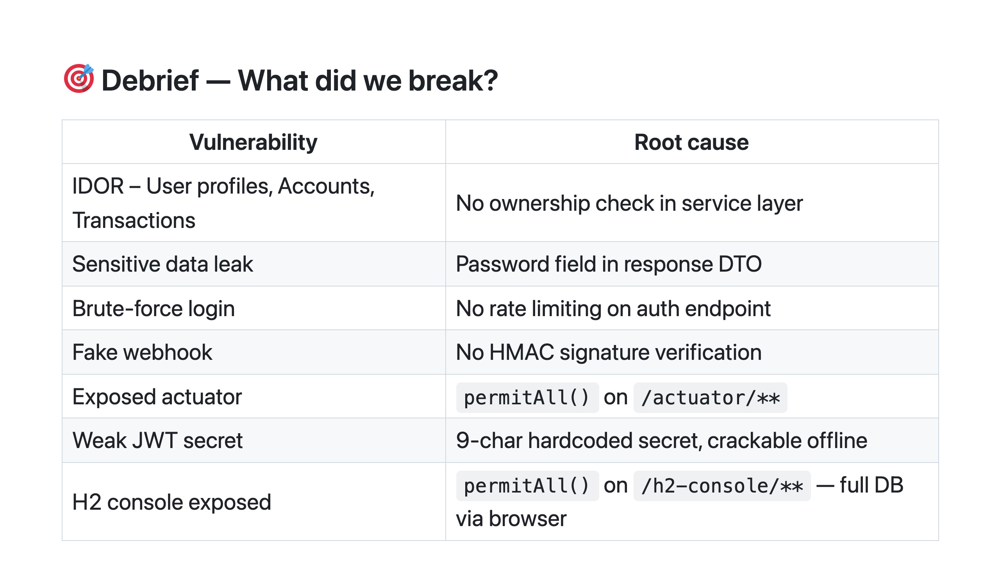 🎯 Debrief — What did we break?
Vulnerability
Root cause
IDOR – User profiles, Accounts,
Transactions
No ownership check in service layer
Sensitive data leak
Password field in response DTO
Brute-force login
No rate limiting on auth endpoint
Fake webhook
No HMAC signature verification
Exposed actuator
permitAll() on /actuator/**
Weak JWT secret
9-char hardcoded secret, crackable offline
H2 console exposed
permitAll() on /h2-console/** — full DB
via browser